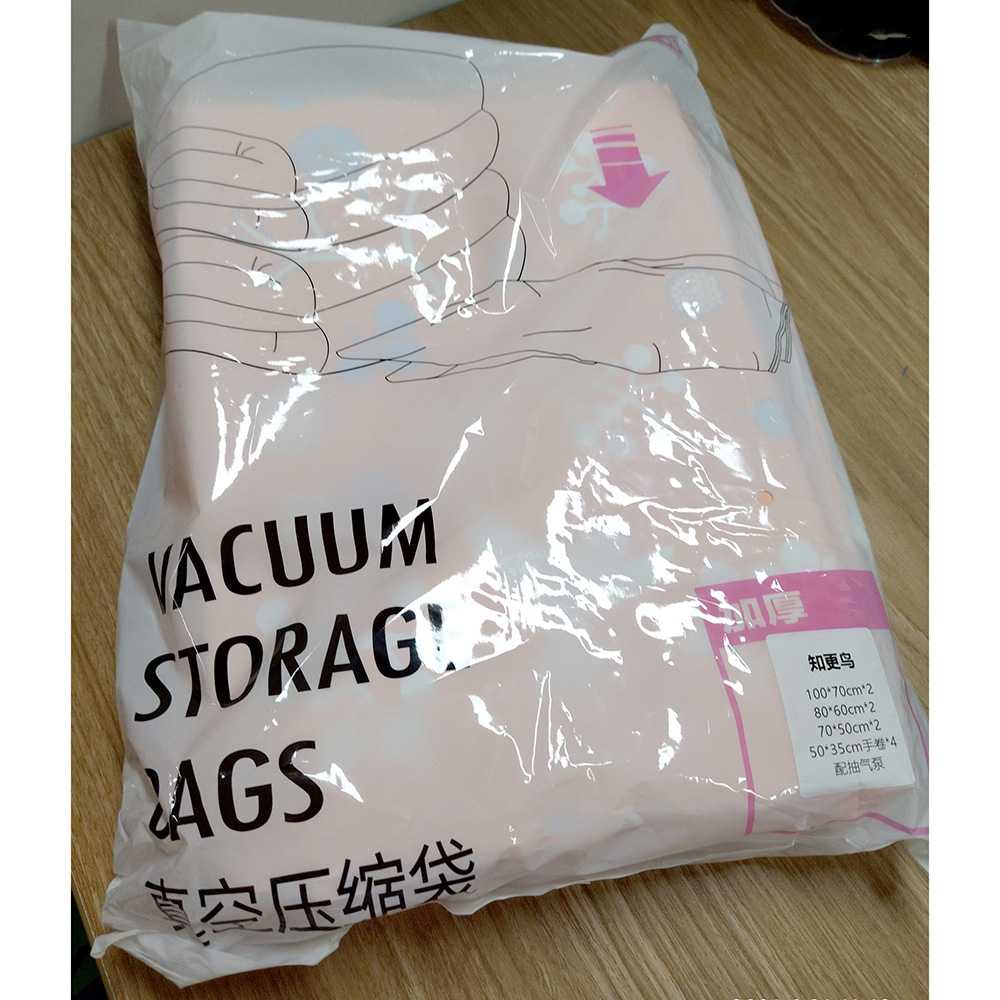 VACUUM
STORAGE
BAGS
真空压缩袋
加厚
知更鸟
100*70cm*2
80*60cm*2
70*50cm*2
50*35cm手卷*4
配抽气泵